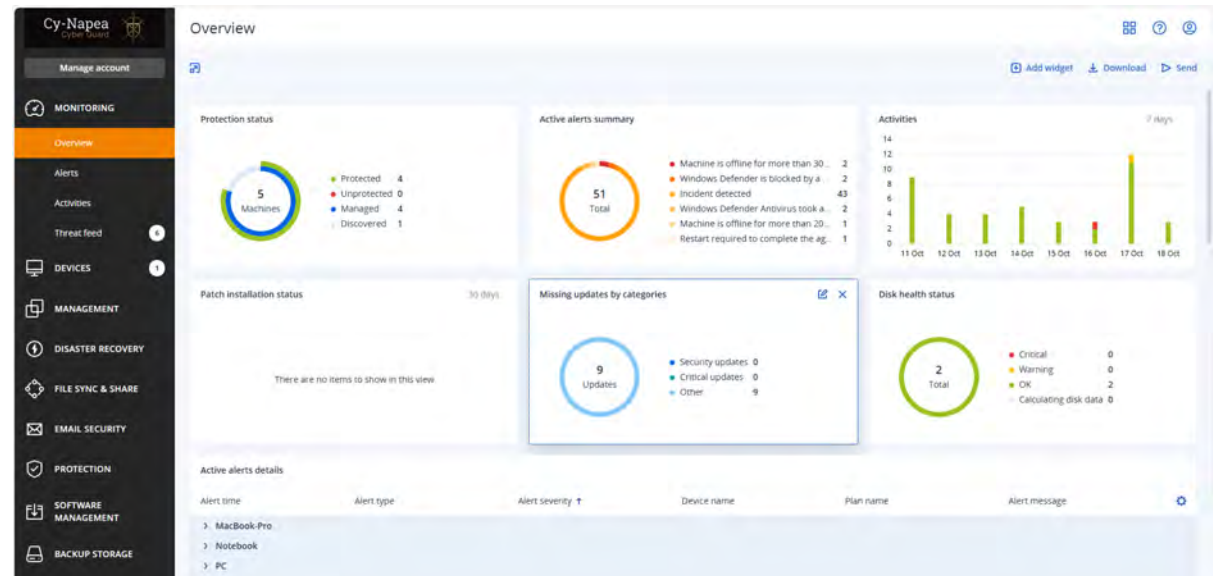 Cy-Napea
Cyber Guard
Manage account
MONITORING
Overview
Alerts
Activities
Threat feed 6
DEVICES 1
MANAGEMENT
DISASTER RECOVERY
FILE SYNC & SHARE
EMAIL SECURITY
PROTECTION
SOFTWARE
MANAGEMENT
BACKUP STORAGE
Overview
Add widget Download Send
Protection status
5
Machines
Protected 4
Unprotected 0
Managed 4
Discovered 1
Active alerts summary
51
Total
Machine is offline for more than 30... 2
Windows Defender is blocked by a... 2
Incident detected 43
Windows Defender Antivirus took a... 2
Machine is offline for more than 20... 1
Restart required to complete the ag... 1
Activities 7 days
14
12
10
8
6
4
2
0
11 Oct 12 Oct 13 Oct 14 Oct 15 Oct 16 Oct 17 Oct 18 Oct
Patch installation status 30 days
There are no items to show in this view
Missing updates by categories
9
Updates
Security updates 0
Critical updates 0
Other 9
Disk health status
2
Total
Critical 0
Warning 0
OK 2
Calculating disk data 0
Active alerts details
Alert time Alert type Alert severity ↑ Device name Plan name Alert message
MacBook-Pro
Notebook
PC